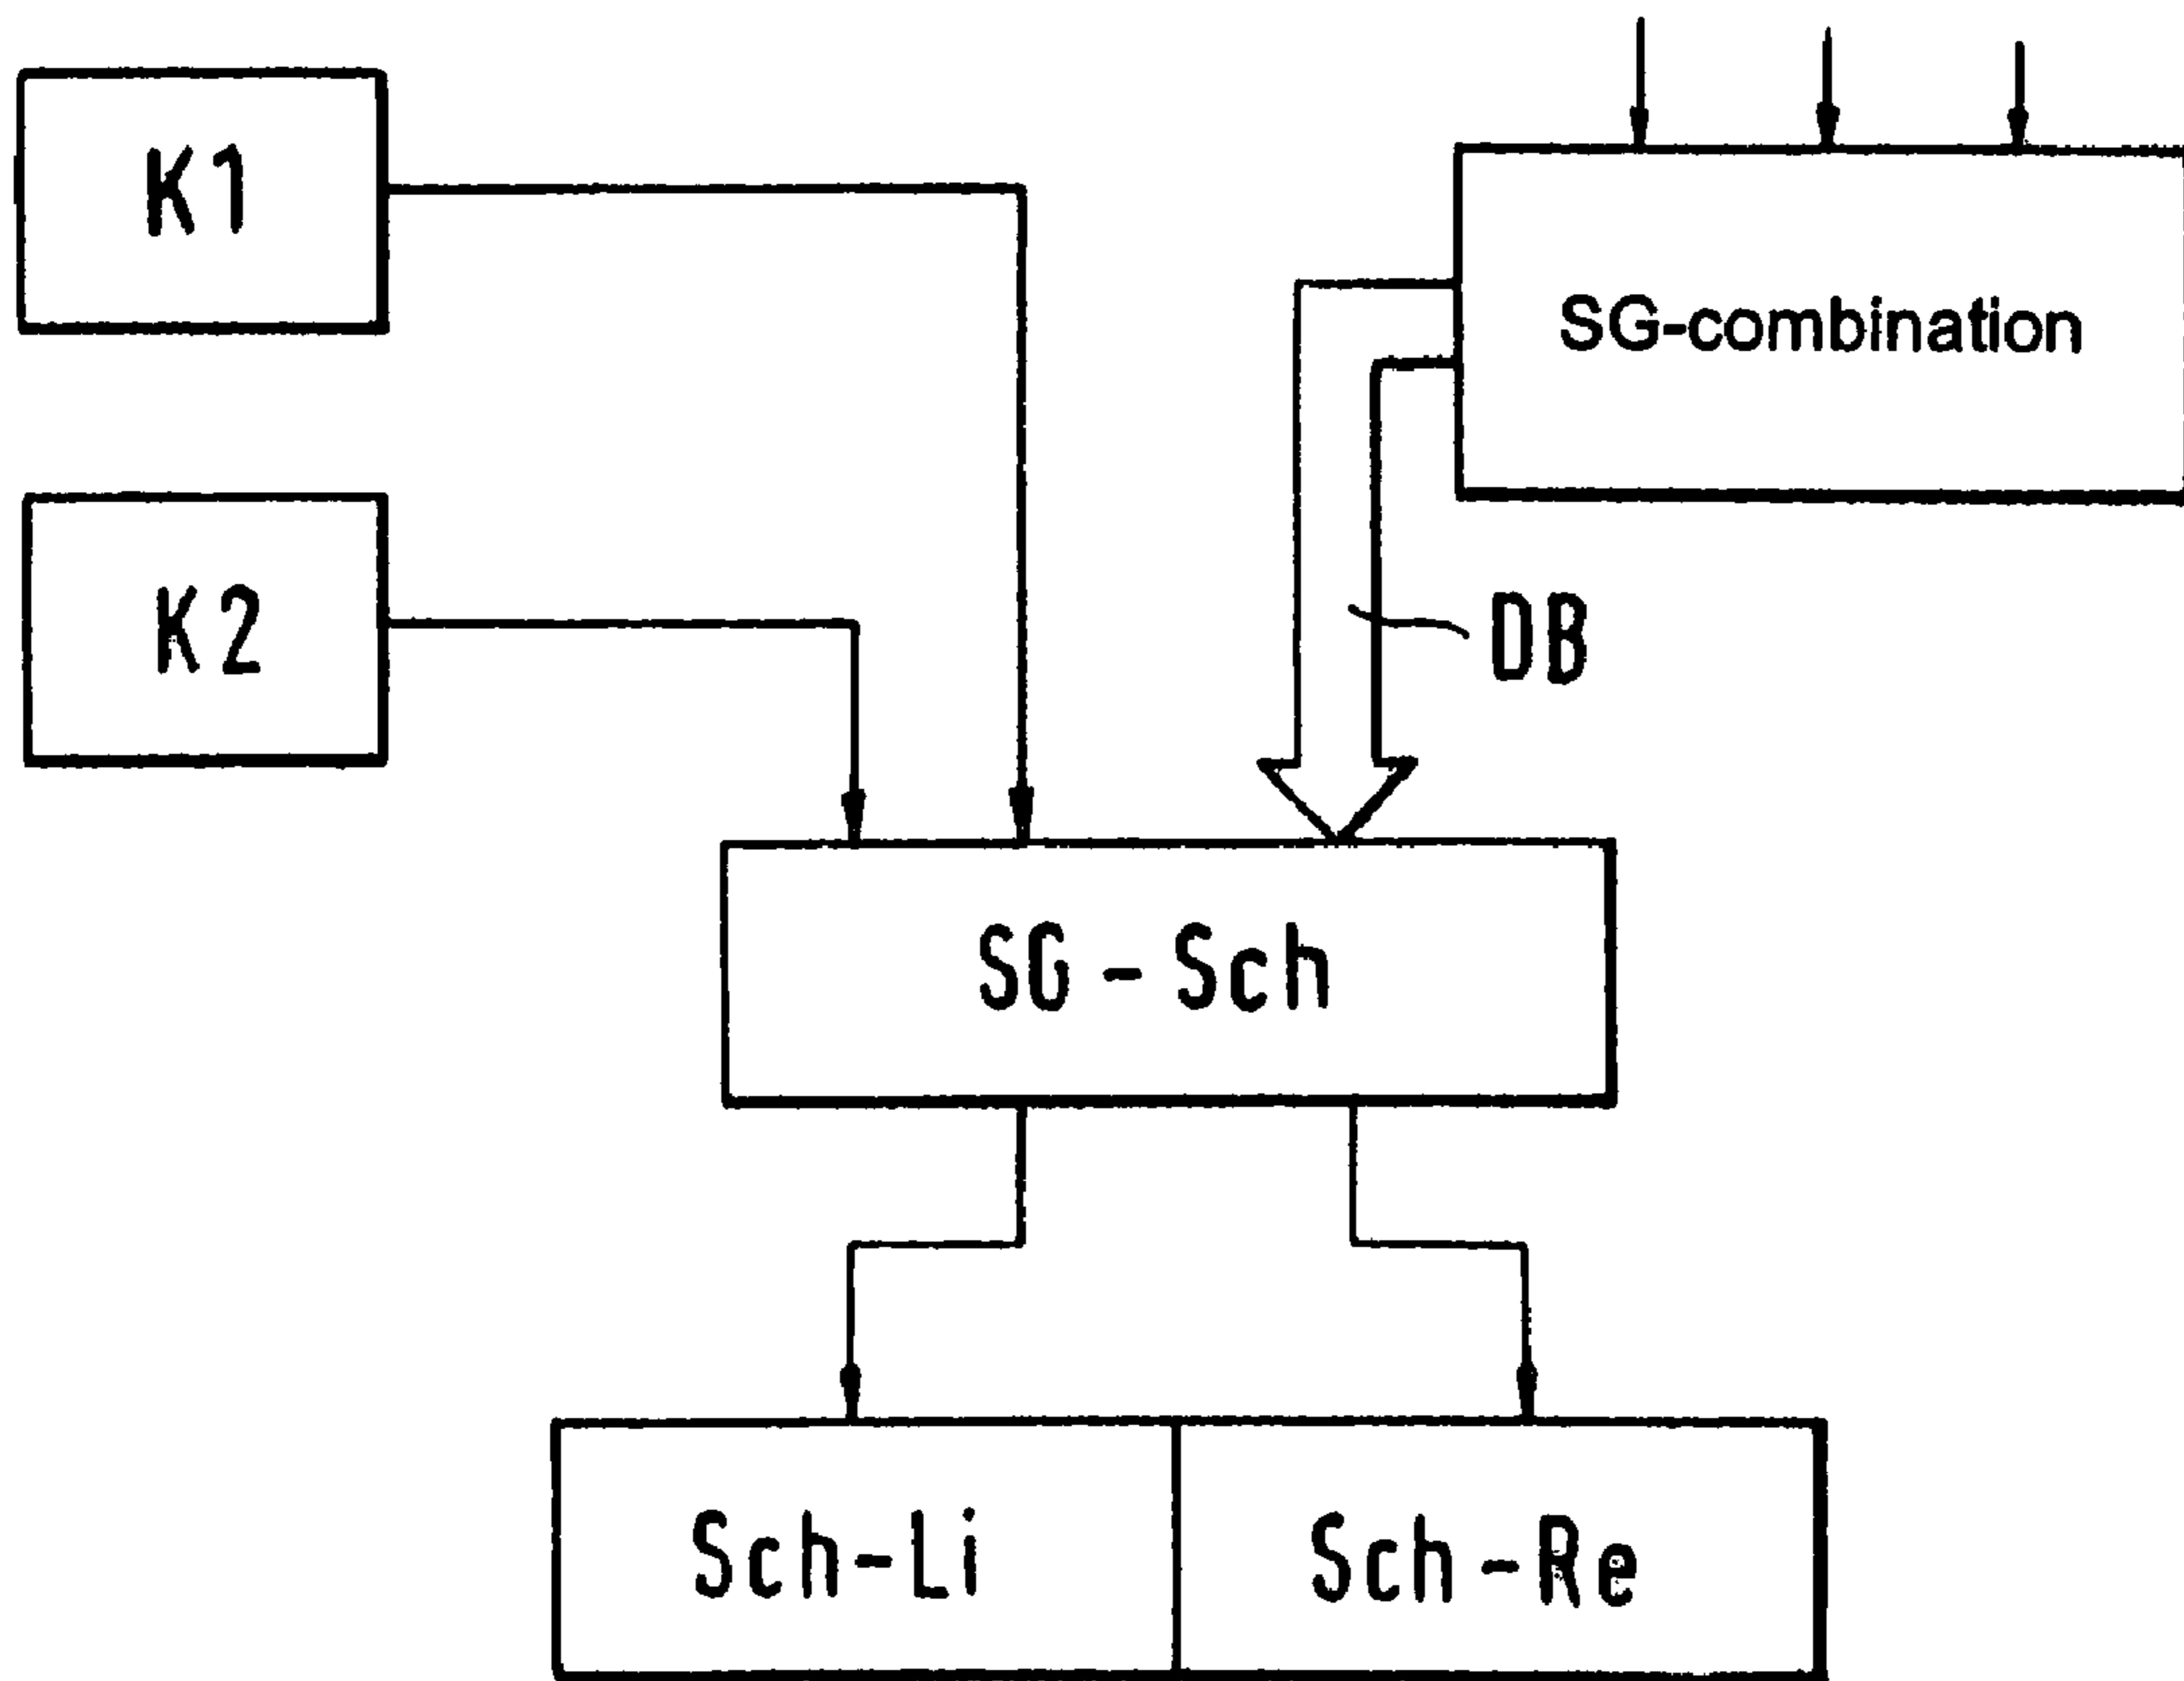 K1
SG-combination
K2
DB
SG - Sch
Sch-Li
Sch-Re